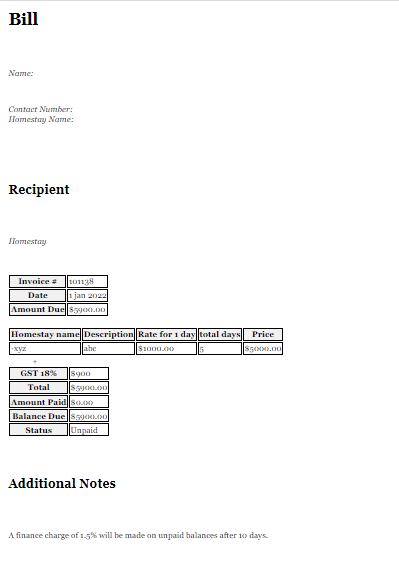 Bill
Name:
Contact Number:
Homestay Name:
Recipient
Homestay
Invoice # 101138
Date 1 jan 2022
Amount Due $5900.00
Homestay name Description Rate for 1 day total days Price
-xyz abc $1000.00 5 $5000.00
+
GST 18% $900
Total $5900.00
Amount Paid $0.00
Balance Due $5900.00
Status Unpaid
Additional Notes
A finance charge of 1.5% will be made on unpaid balances after 10 days.